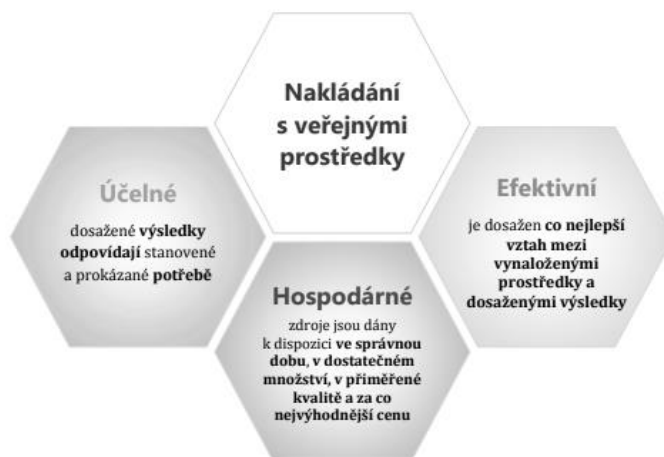 Nakládání
s veřejnými
prostředky
Účelné
dosažené výsledky
odpovídají stanovené
a prokázané potřebě
Hospodárné
zdroje jsou dány
k dispozici ve správnou
dobu, v dostatečném
množství, v přiměřené
kvalitě a za co
nejvýhodnější cenu
Efektivní
je dosažen co nejlepší
vztah mezi
vynaloženými
prostředky a
dosaženými výsledky